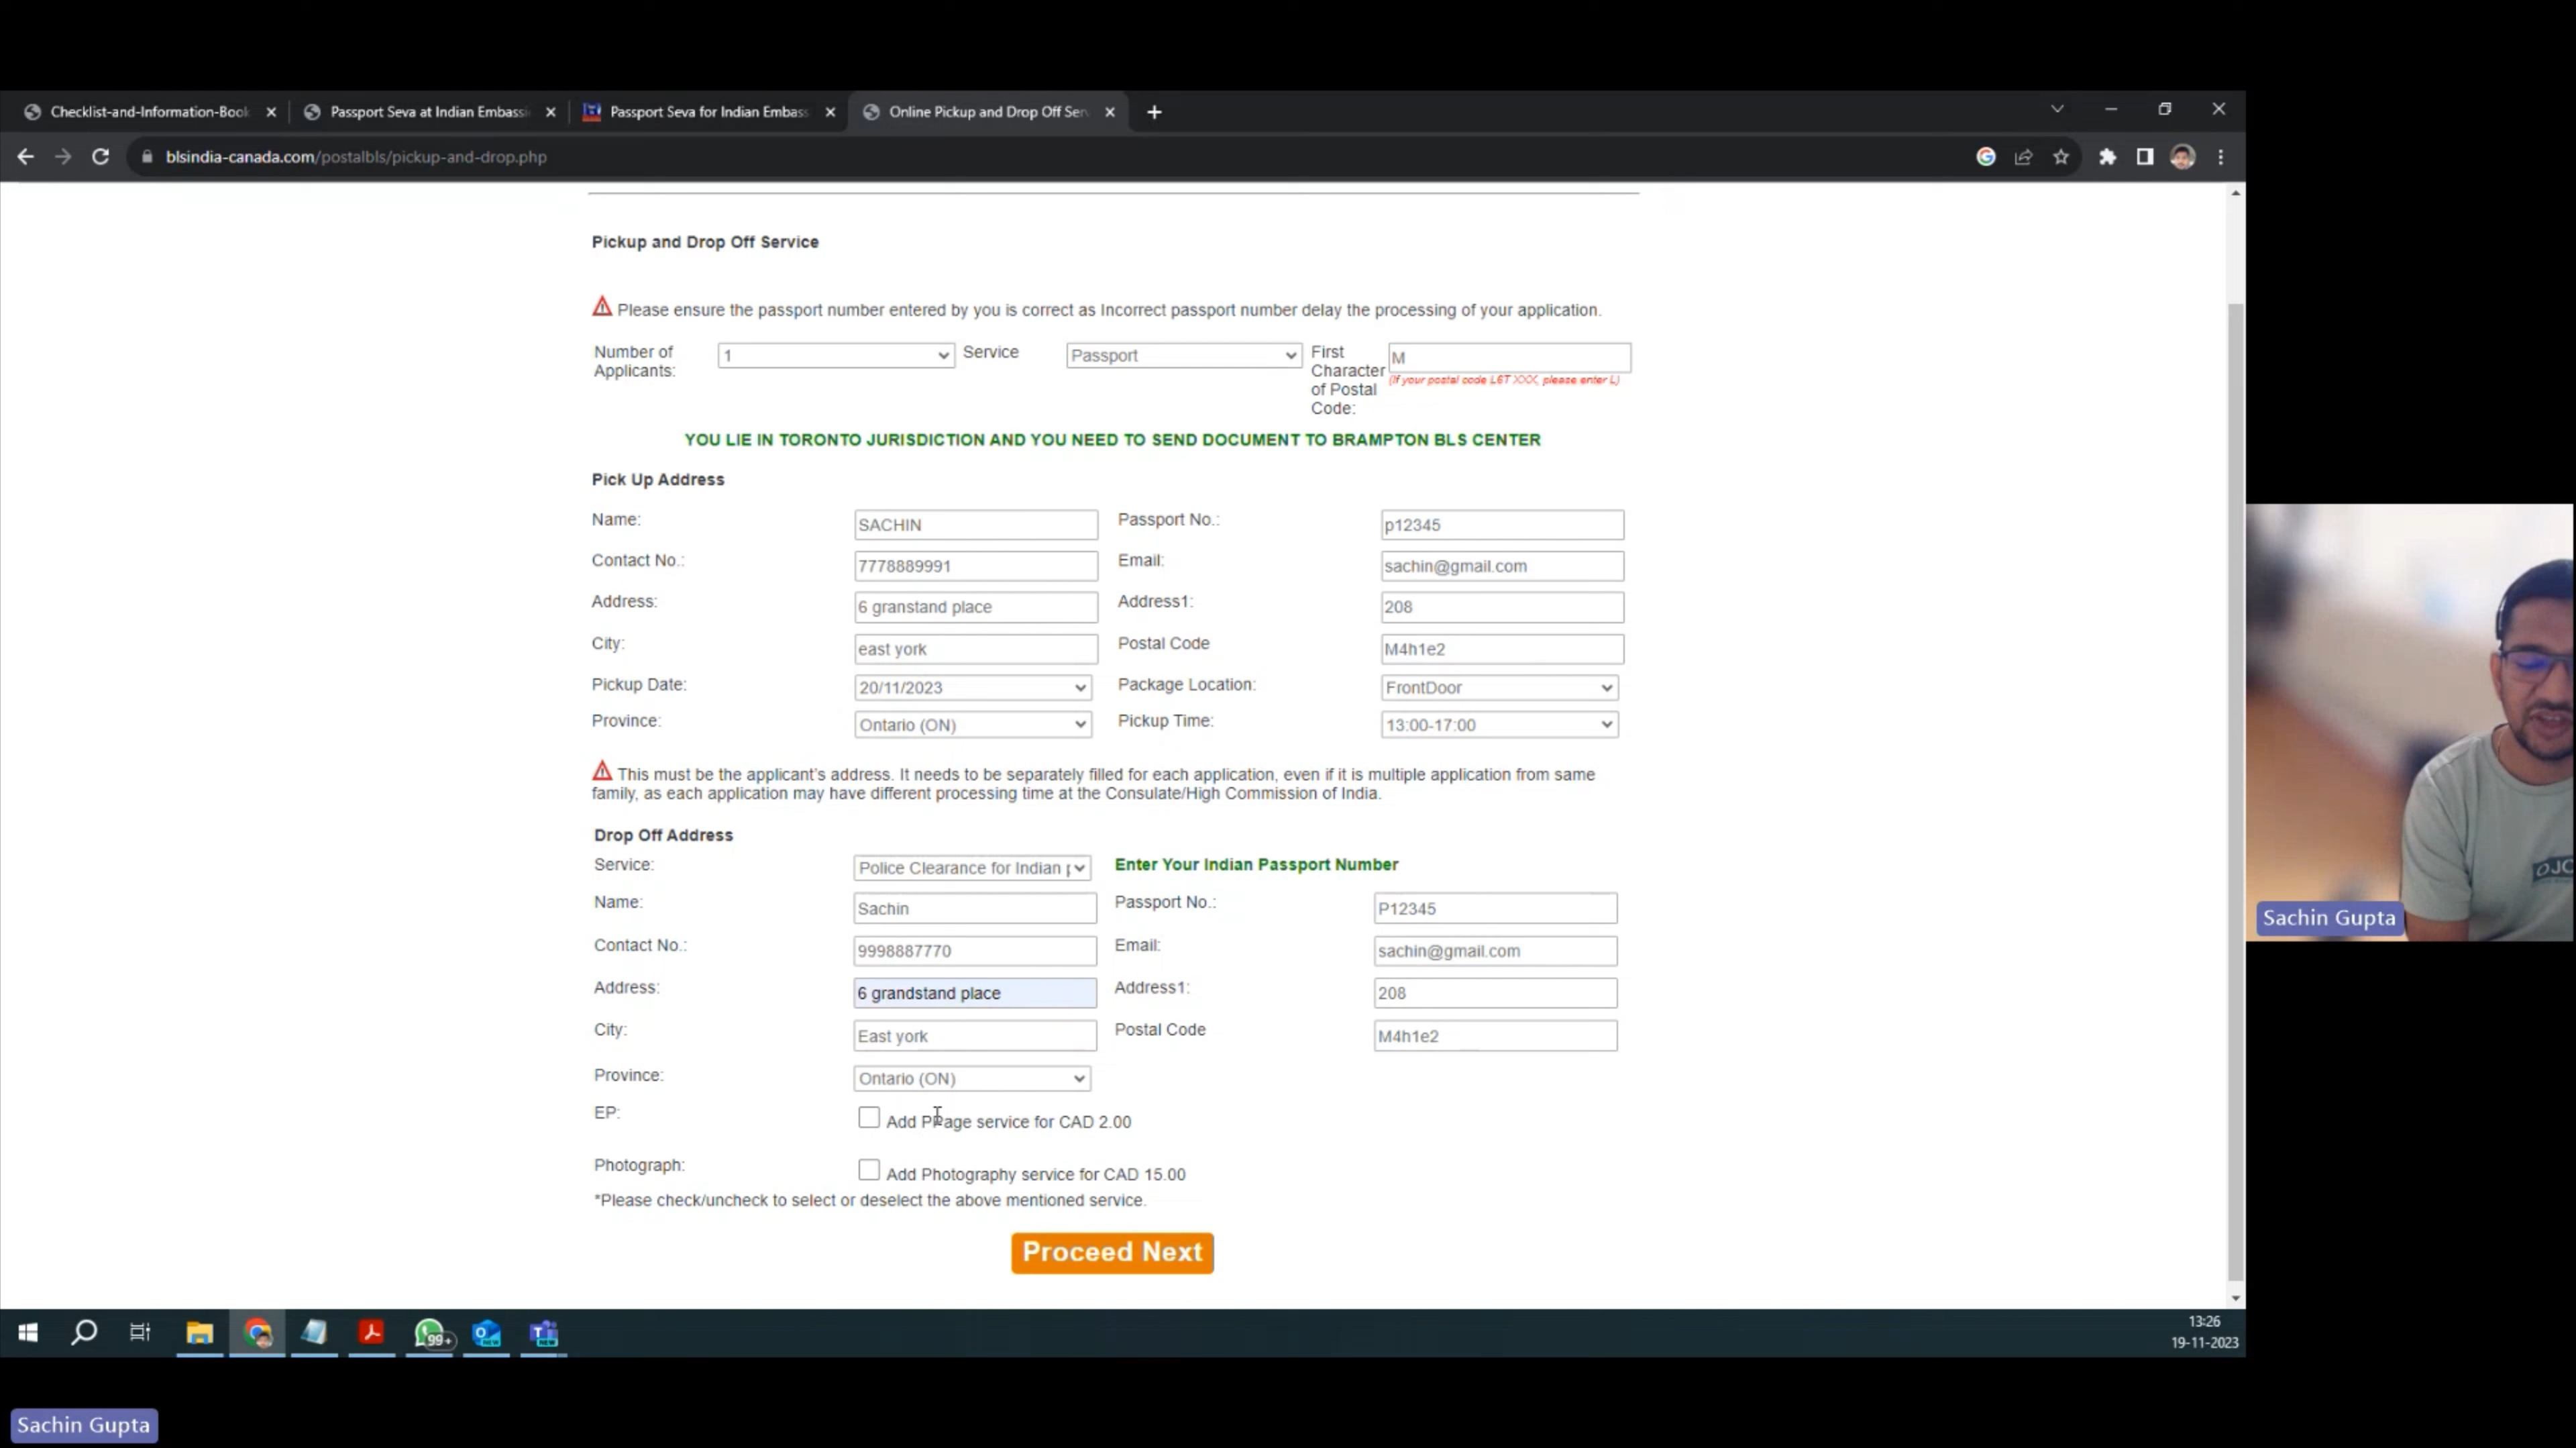 Checklist-and-Information-Book
Passport Seva at Indian Embassi
Passport Seva for Indian Embass
Online Pickup and Drop Off Ser
blsindia-canada.com/postalbls/pickup-and-drop.php
Pickup and Drop Off Service
Please ensure the passport number entered by you is correct as Incorrect passport number delay the processing of your application.
Number of Applicants: 1 Service Passport First Character of Postal Code: M
(If your postal code L6T XXX, please enter L)
YOU LIE IN TORONTO JURISDICTION AND YOU NEED TO SEND DOCUMENT TO BRAMPTON BLS CENTER
Pick Up Address
Name: SACHIN Passport No.: p12345
Contact No.: 7778889991 Email: sachin@gmail.com
Address: 6 granstand place Address1: 208
City: east york Postal Code M4h1e2
Pickup Date: 20/11/2023 Package Location: FrontDoor
Province: Ontario (ON) Pickup Time: 13:00-17:00
This must be the applicant's address. It needs to be separately filled for each application, even if it is multiple application from same
family, as each application may have different processing time at the Consulate/High Commission of India.
Drop Off Address
Service: Police Clearance for Indian p Enter Your Indian Passport Number
Name: Sachin Passport No.: P12345
Contact No.: 9998887770 Email: sachin@gmail.com
Address: 6 grandstand place Address1: 208
City: East york Postal Code M4h1e2
Province: Ontario (ON)
EP: Add service for CAD 2.00
Photograph: Add Photography service for CAD 15.00
*Please check/uncheck to select or deselect the above mentioned service.
Proceed Next
99+
13:26
19-11-2023
OJC
Sachin Gupta
Sachin Gupta